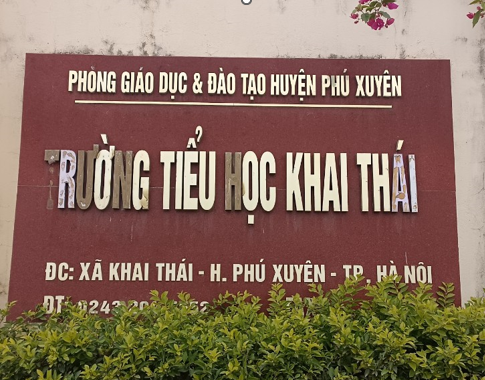 PHÒNG GIÁO DỤC & ĐÀO TẠO HUYỆN PHÚ XUYÊN
TRƯỜNG TIỂU HỌC KHAI THÁI
ĐC: XÃ KHAI THÁI - H. PHÚ XUYÊN - TP. HÀ NỘI
ĐT: